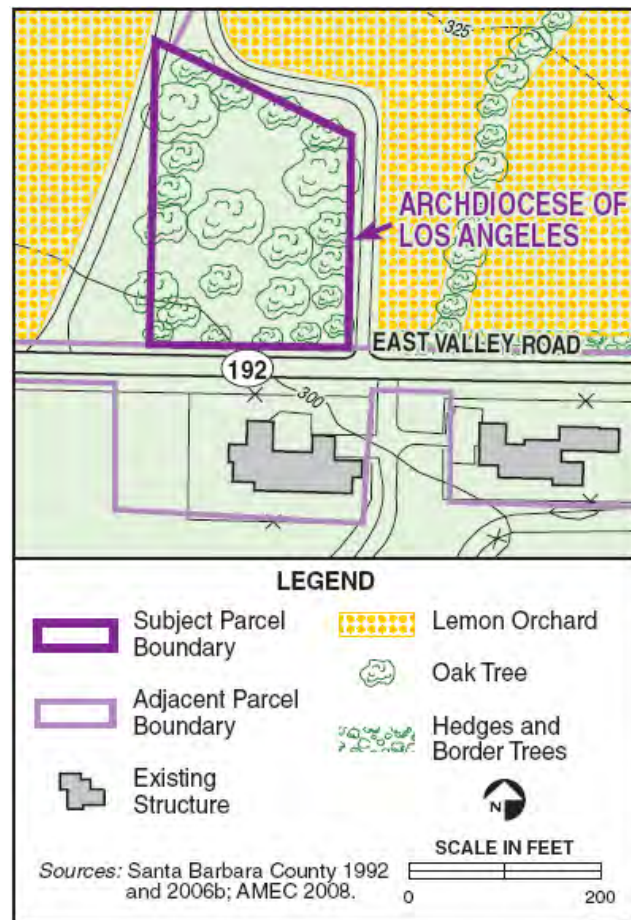 325
ARCHDIOCESE OF
LOS ANGELES
EAST VALLEY ROAD
192
300
LEGEND
Subject Parcel
Boundary
Adjacent Parcel
Boundary
Existing
Structure
Lemon Orchard
Oak Tree
Hedges and
Border Trees
N
SCALE IN FEET
0 200
Sources: Santa Barbara County 1992
and 2006b; AMEC 2008.